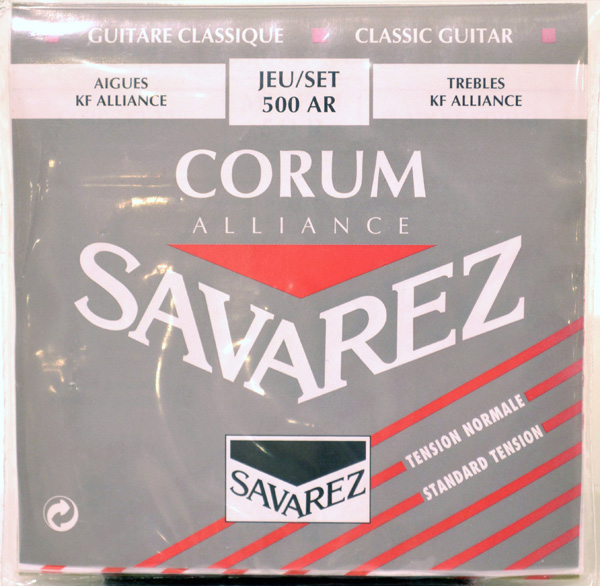 GUITARE CLASSIQUE
CLASSIC GUITAR
AIGUES
KF ALLIANCE
JEU/SET
500 AR
TREBLES
KF ALLIANCE
CORUM
ALLIANCE
SAVAREZ
TENSION NORMALE
STANDARD TENSION
SAVAREZ